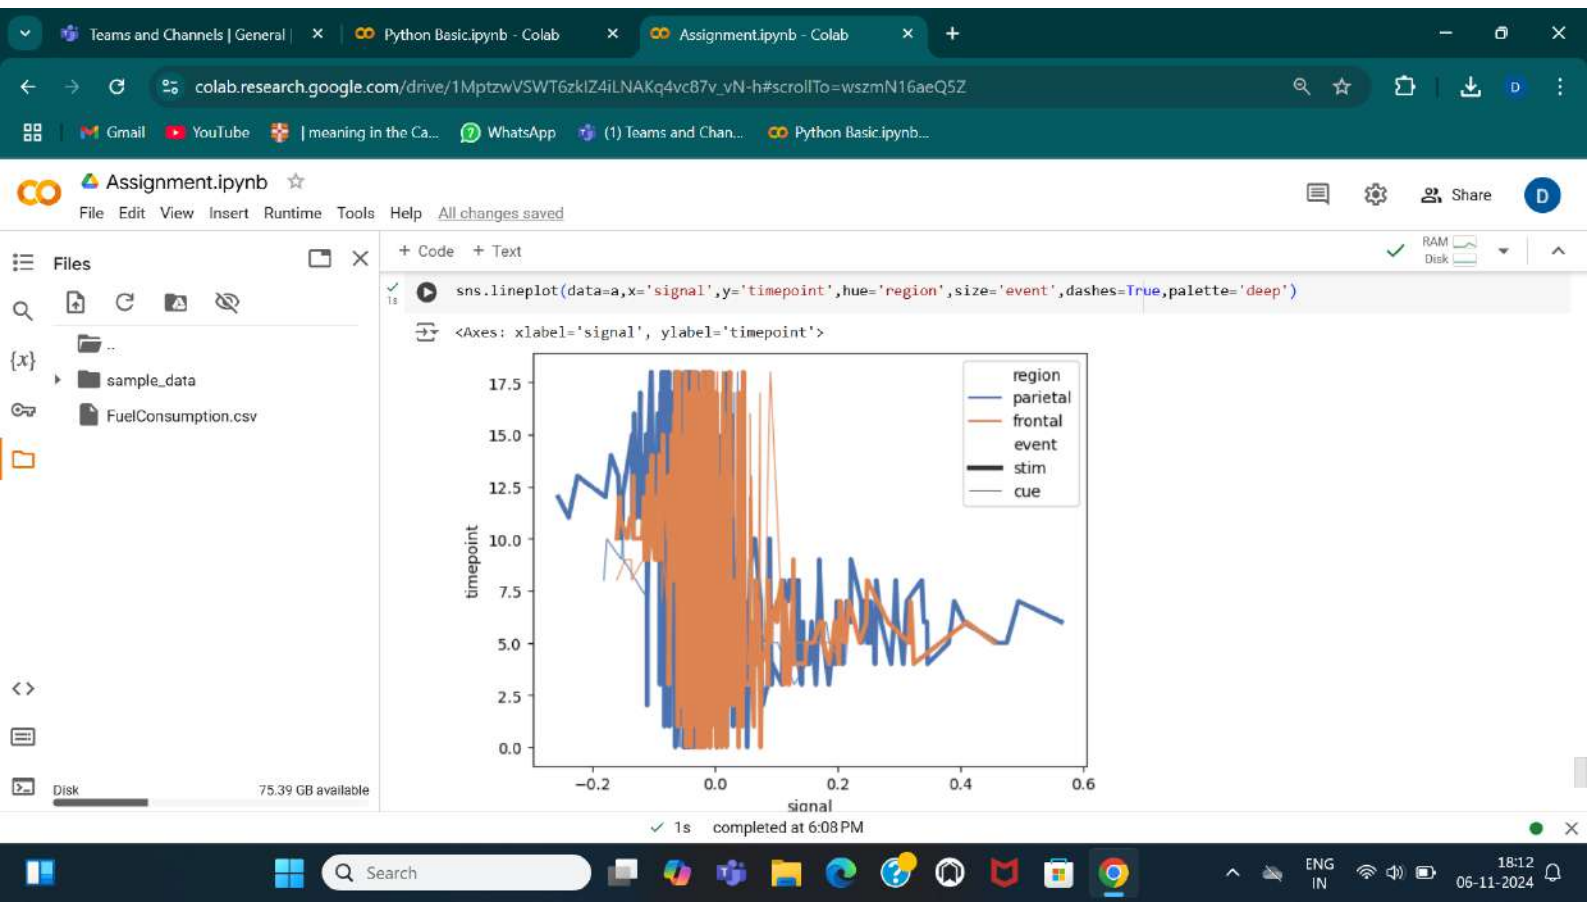 Teams and Channels | General |
Python Basic.ipynb - Colab
Assignment.ipynb - Colab
colab.research.google.com/drive/1MptzwVSWT6zkIZ4iLNAKq4vc87v_vN-h#scrollTo=wszmN16aeQ5Z
D
Gmail
YouTube
| meaning in the Ca...
WhatsApp
(1) Teams and Chan...
Python Basic.ipynb...
Assignment.ipynb
File Edit View Insert Runtime Tools Help All changes saved
Share
D
Files
+ Code + Text
RAM
Disk
..
sample_data
FuelConsumption.csv
{x}
Disk
75.39 GB available
1s
sns.lineplot(data=a,x='signal',y='timepoint',hue='region',size='event',dashes=True,palette='deep')
<Axes: xlabel='signal', ylabel='timepoint'>
17.5
15.0
12.5
10.0
7.5
5.0
2.5
0.0
timepoint
region
parietal
frontal
event
stim
cue
−0.2 0.0 0.2 0.4 0.6
signal
1s completed at 6:08 PM
Search
ENG
IN
18:12
06-11-2024